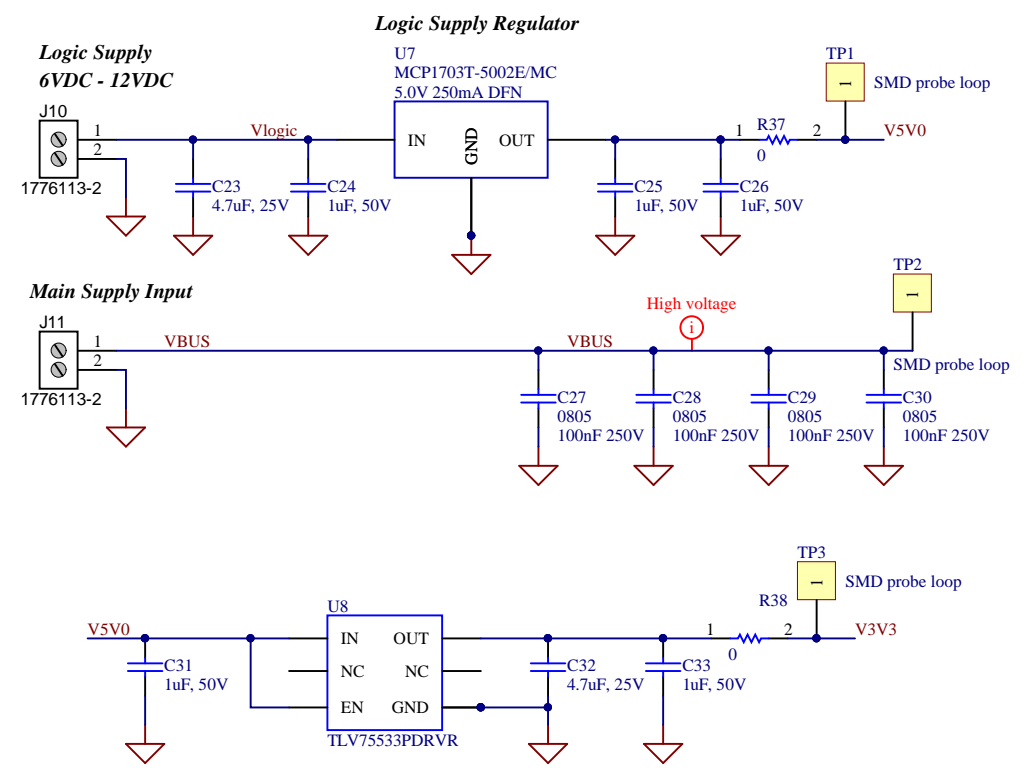 Logic Supply Regulator
Logic Supply
6VDC - 12VDC
U7
MCP1703T-5002E/MC
5.0V 250mA DFN
TP1
1
SMD probe loop
J10
1
2
1776113-2
Vlogic
IN
GND
OUT
1
R37
2
0
V5V0
C23
4.7uF, 25V
C24
1uF, 50V
C25
1uF, 50V
C26
1uF, 50V
Main Supply Input
TP2
1
SMD probe loop
High voltage
i
J11
1
2
1776113-2
VBUS
VBUS
C27
0805
100nF 250V
C28
0805
100nF 250V
C29
0805
100nF 250V
C30
0805
100nF 250V
TP3
1
SMD probe loop
U8
V5V0
IN
OUT
NC
NC
EN
GND
TLV75533PDRVR
R38
1
2
0
V3V3
C31
1uF, 50V
C32
4.7uF, 25V
C33
1uF, 50V